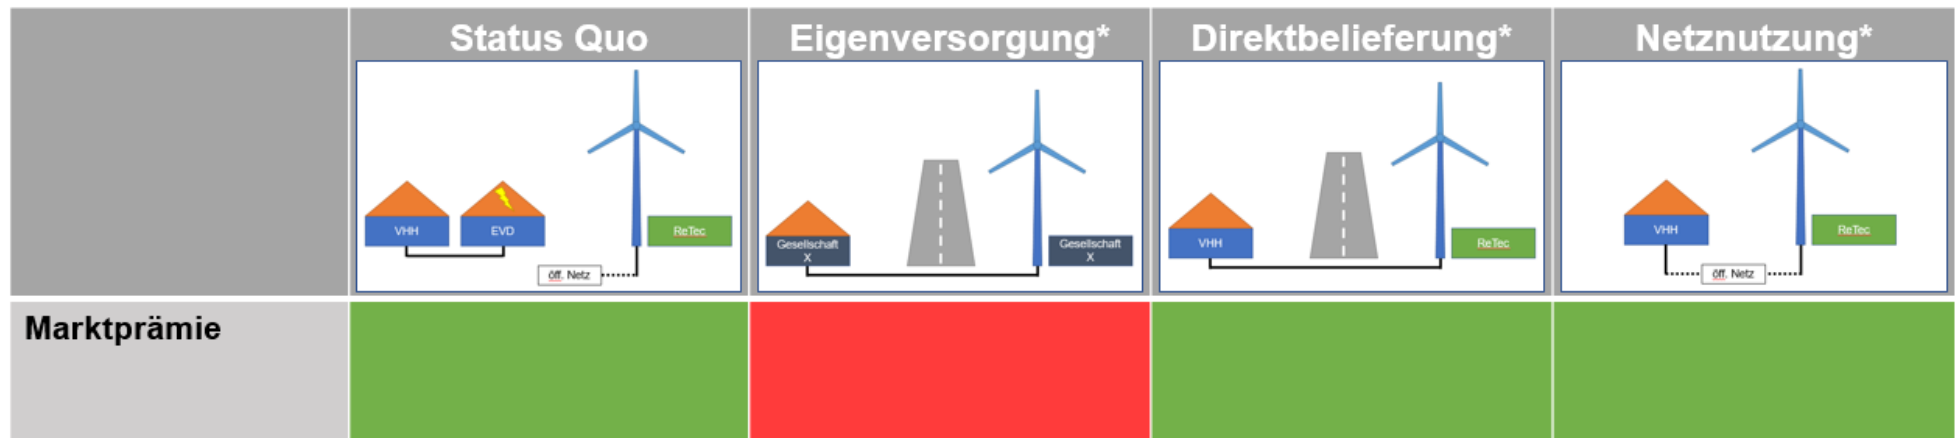 Status Quo
Eigenversorgung*
Direktbelieferung*
Netznutzung*
VHH
EVD
ReTec
öff. Netz
Gesellschaft
X
Gesellschaft
X
VHH
ReTec
VHH
ReTec
öff. Netz
Marktprämie